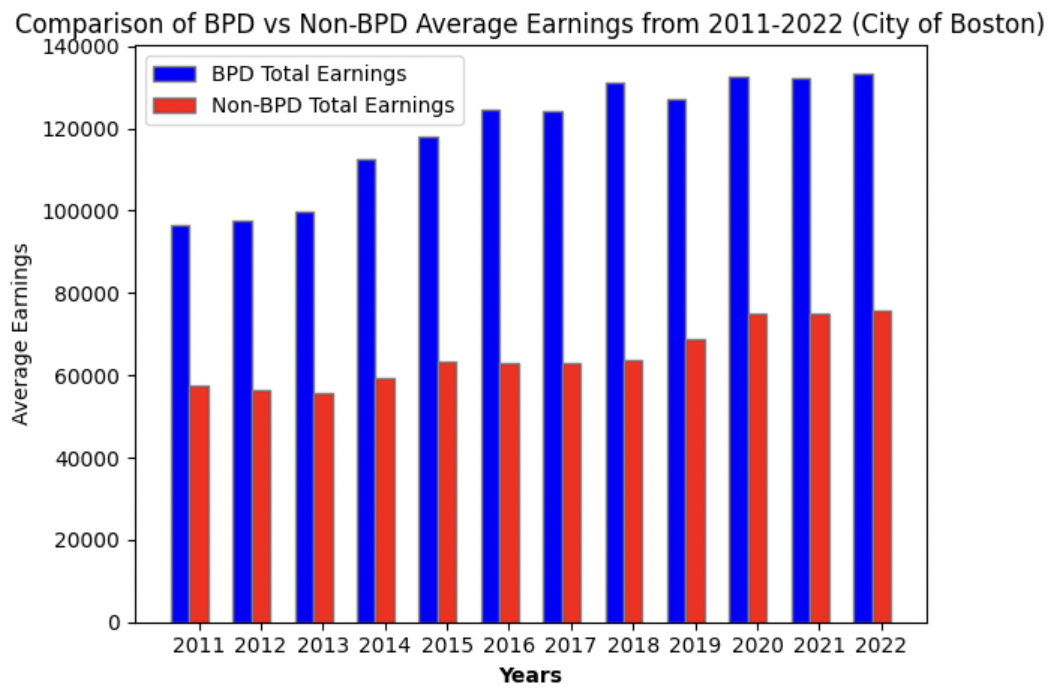 Comparison of BPD vs Non-BPD Average Earnings from 2011-2022 (City of Boston)
BPD Total Earnings
Non-BPD Total Earnings
Average Earnings
140000
120000
100000
80000
60000
40000
20000
0
2011 2012 2013 2014 2015 2016 2017 2018 2019 2020 2021 2022
Years